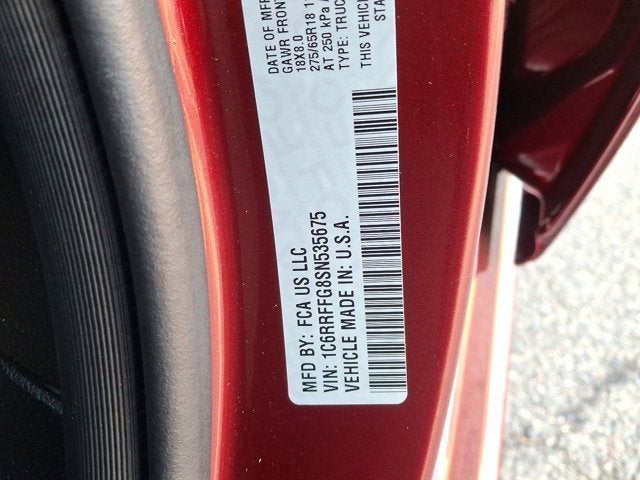 DATE OF MFR
GAWR FRONT
18X8.0
275/65R18
AT 250 kPa
TYPE: TRUC
THIS VEHICLE
STA
MFD BY: FCA US LLC
VIN: 1C6RRFFG8SN535675
VEHICLE MADE IN: U.S.A.